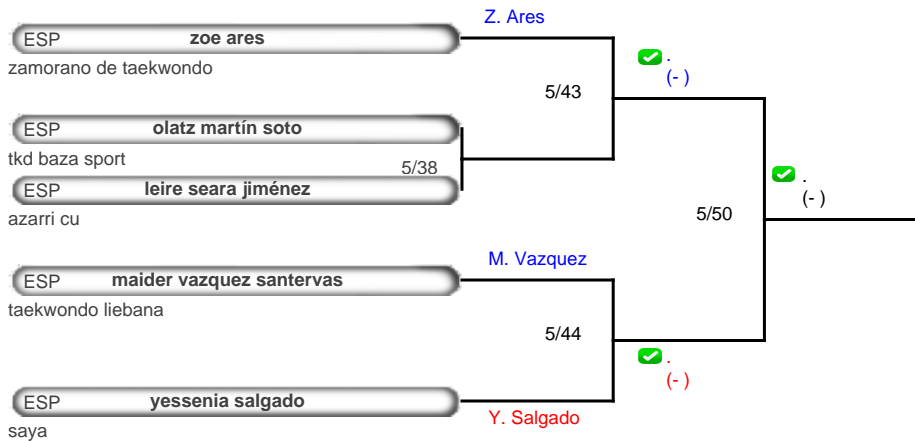 Z. Ares
ESP zoe ares
zamorano de taekwondo
.
(- )
5/43
ESP olatz martín soto
tkd baza sport
5/38
ESP leire seara jiménez
azarri cu
.
(- )
5/50
M. Vazquez
ESP maider vazquez santervas
taekwondo liebana
5/44
.
(- )
ESP yessenia salgado
Y. Salgado
saya